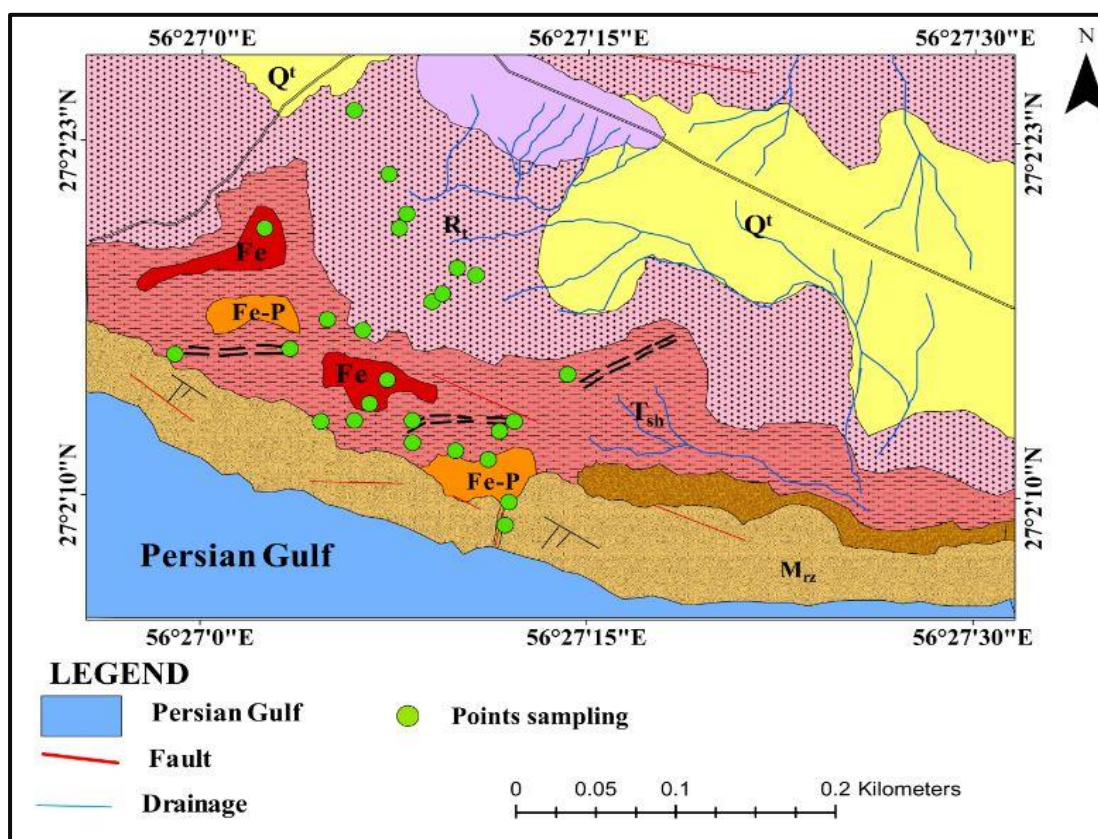 56°27'0"E 56°27'15"E 56°27'30"E
N
27°2'23"N
27°2'23"N
Qᵗ
Rₜ
Qᵗ
Fe
Fe-P
Fe
T_sh
27°2'10"N
27°2'10"N
Fe-P
Persian Gulf
M_rz
56°27'0"E 56°27'15"E 56°27'30"E
LEGEND
Persian Gulf
Points sampling
Fault
Drainage
0 0.05 0.1 0.2 Kilometers